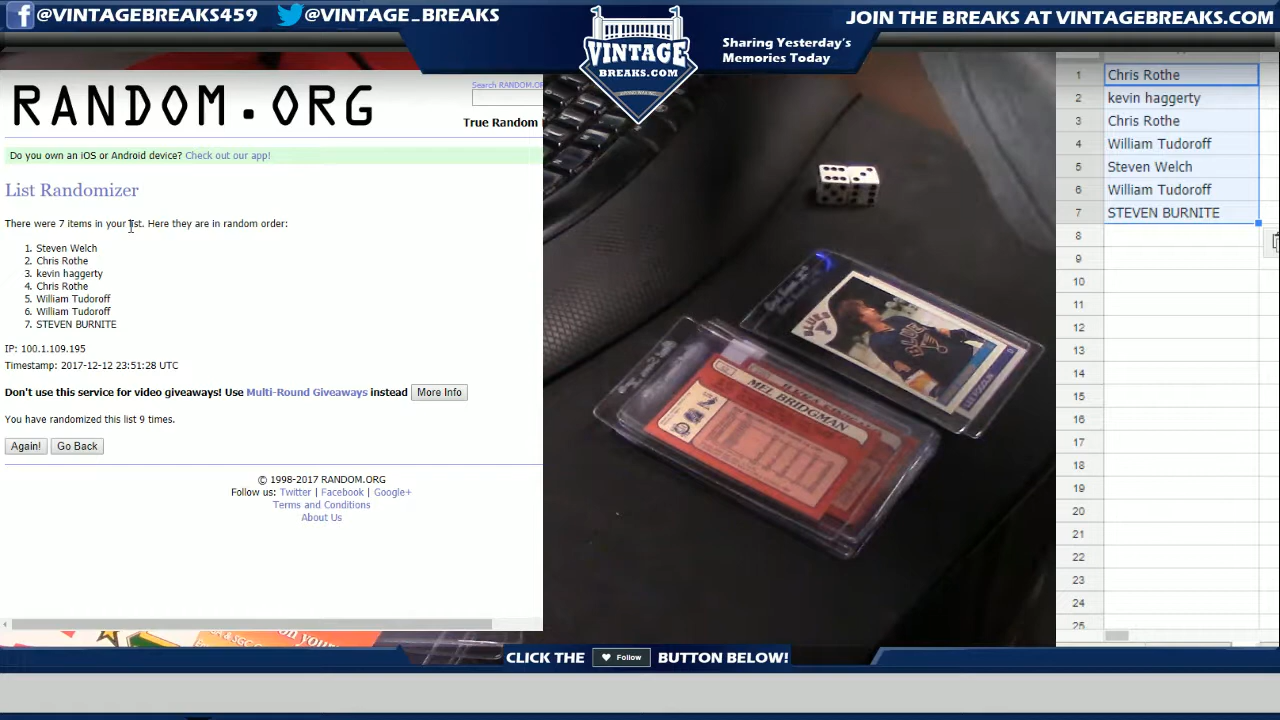 @VINTAGEBREAKS459
@VINTAGE_BREAKS
VINTAGE
BREAKS.COM
Sharing Yesterday's
Memories Today
JOIN THE BREAKS AT VINTAGEBREAKS.COM
RANDOM.ORG
Search RANDOM.OR
True Random
Do you own an iOS or Android device? Check out our app!
List Randomizer
There were 7 items in your list. Here they are in random order:
1. Steven Welch
2. Chris Rothe
3. kevin haggerty
4. Chris Rothe
5. William Tudoroff
6. William Tudoroff
7. STEVEN BURNITE
IP: 100.1.109.195
Timestamp: 2017-12-12 23:51:28 UTC
Don't use this service for video giveaways! Use Multi-Round Giveaways instead More Info
You have randomized this list 9 times.
Again! Go Back
© 1998-2017 RANDOM.ORG
Follow us: Twitter | Facebook | Google+
Terms and Conditions
About Us
BLUES
MEL BRIDGMAN
1 Chris Rothe
2 kevin haggerty
3 Chris Rothe
4 William Tudoroff
5 Steven Welch
6 William Tudoroff
7 STEVEN BURNITE
8
9
10
11
12
13
14
15
16
17
18
19
20
21
22
23
24
25
CLICK THE Follow BUTTON BELOW!